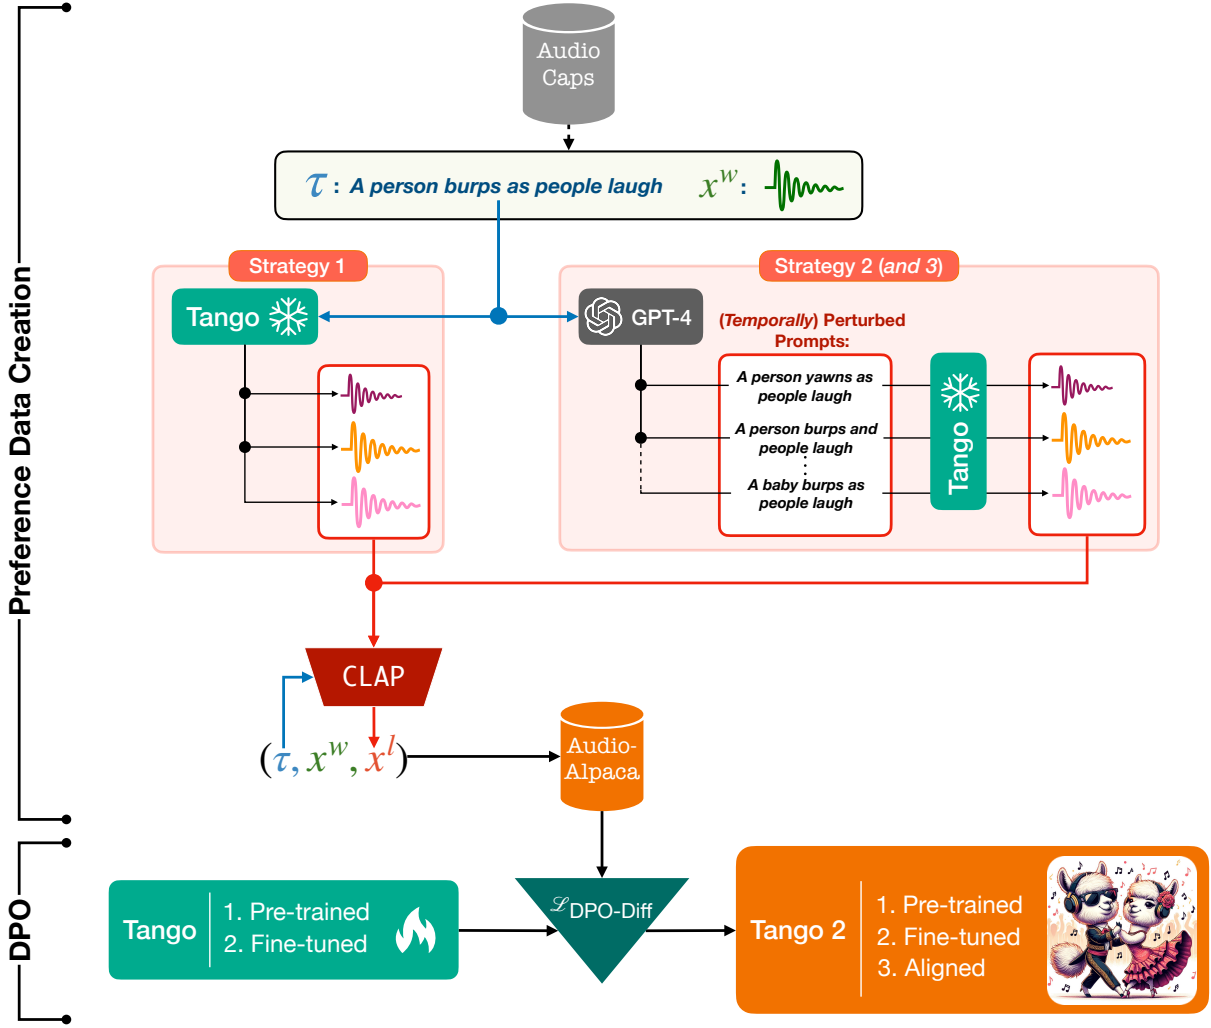 Preference Data Creation
Audio
Caps
τ : A person burps as people laugh x^w :
Strategy 1
Tango
Strategy 2 (and 3)
GPT-4
(Temporally) Perturbed
Prompts:
A person yawns as
people laugh
A person burps and
people laugh
A baby burps as
people laugh
Tango
CLAP
(τ, x^w, x^l)
Audio-
Alpaca
DPO
Tango
1. Pre-trained
2. Fine-tuned
ℒ DPO-Diff
Tango 2
1. Pre-trained
2. Fine-tuned
3. Aligned